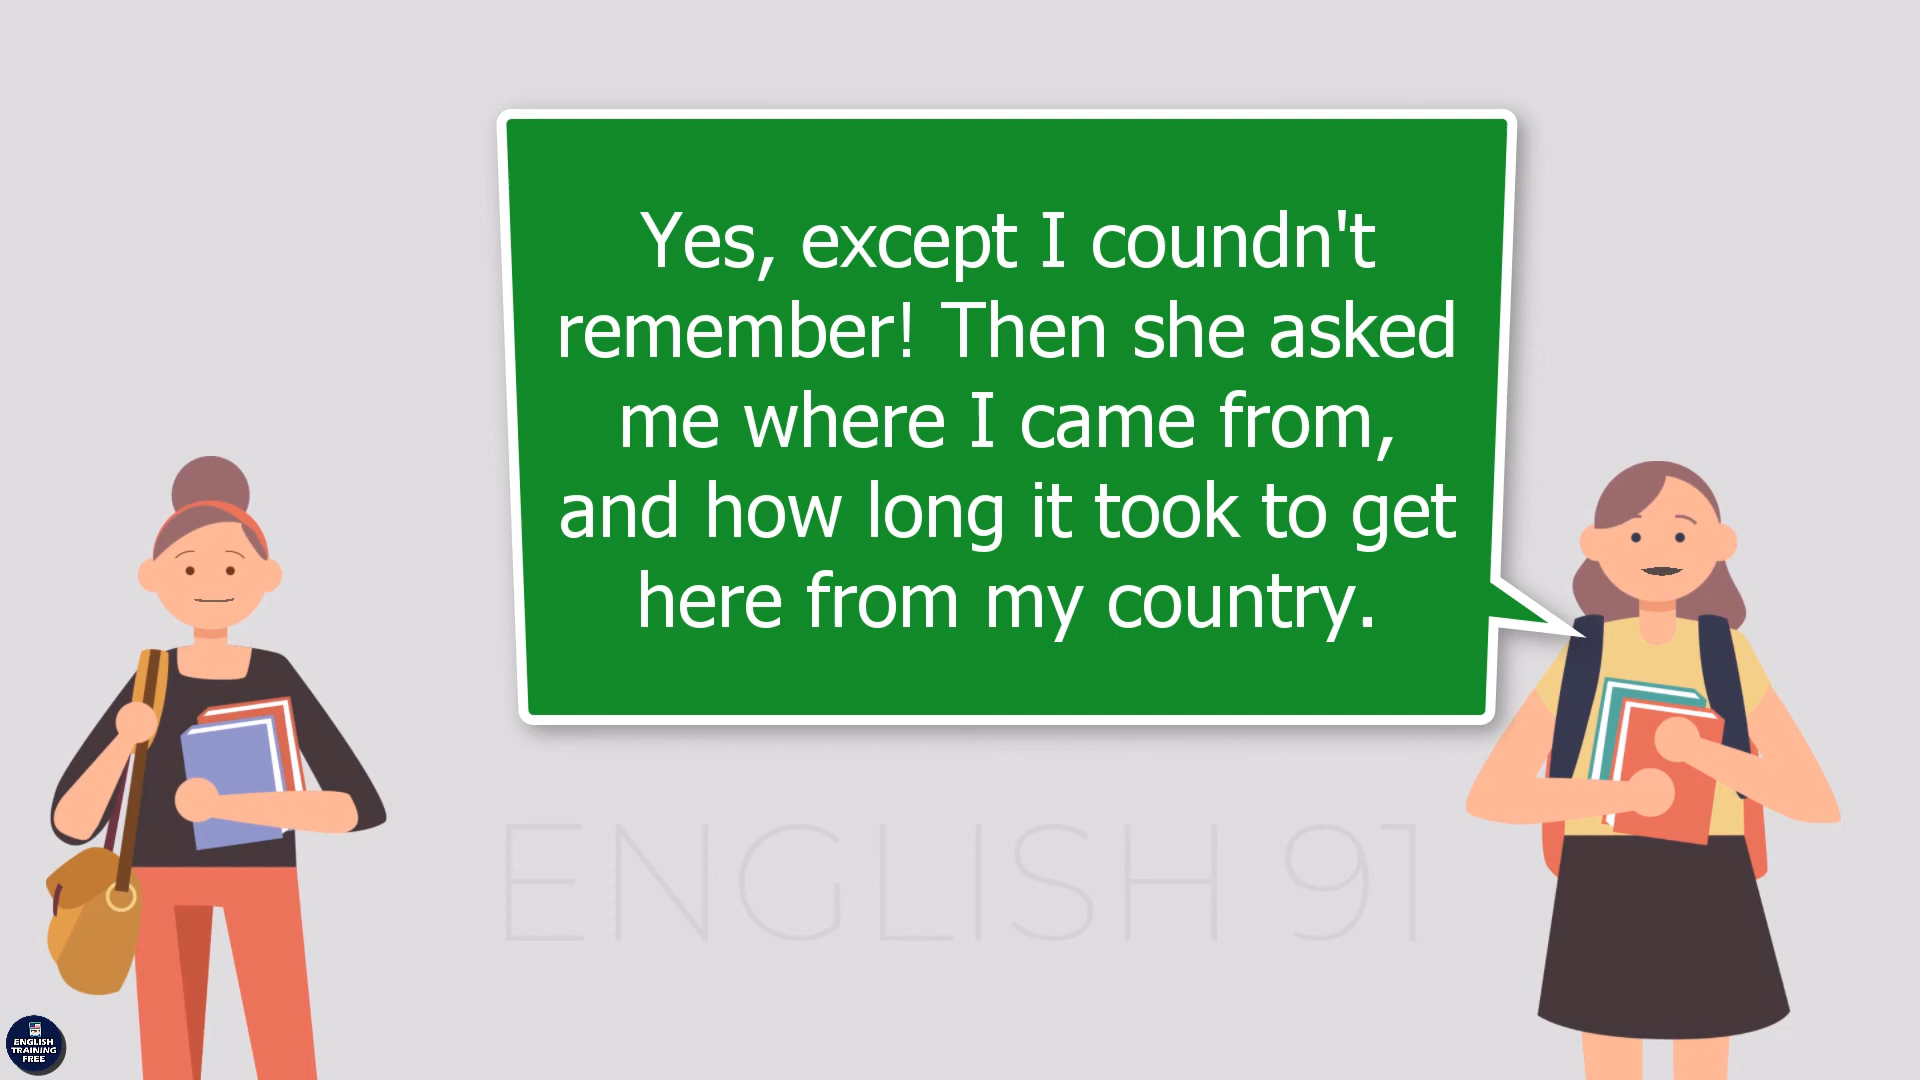 Yes, except I coundn't
remember! Then she asked
me where I came from,
and how long it took to get
here from my country.
ENGLISH 91
ENGLISH
TRAINING
FREE